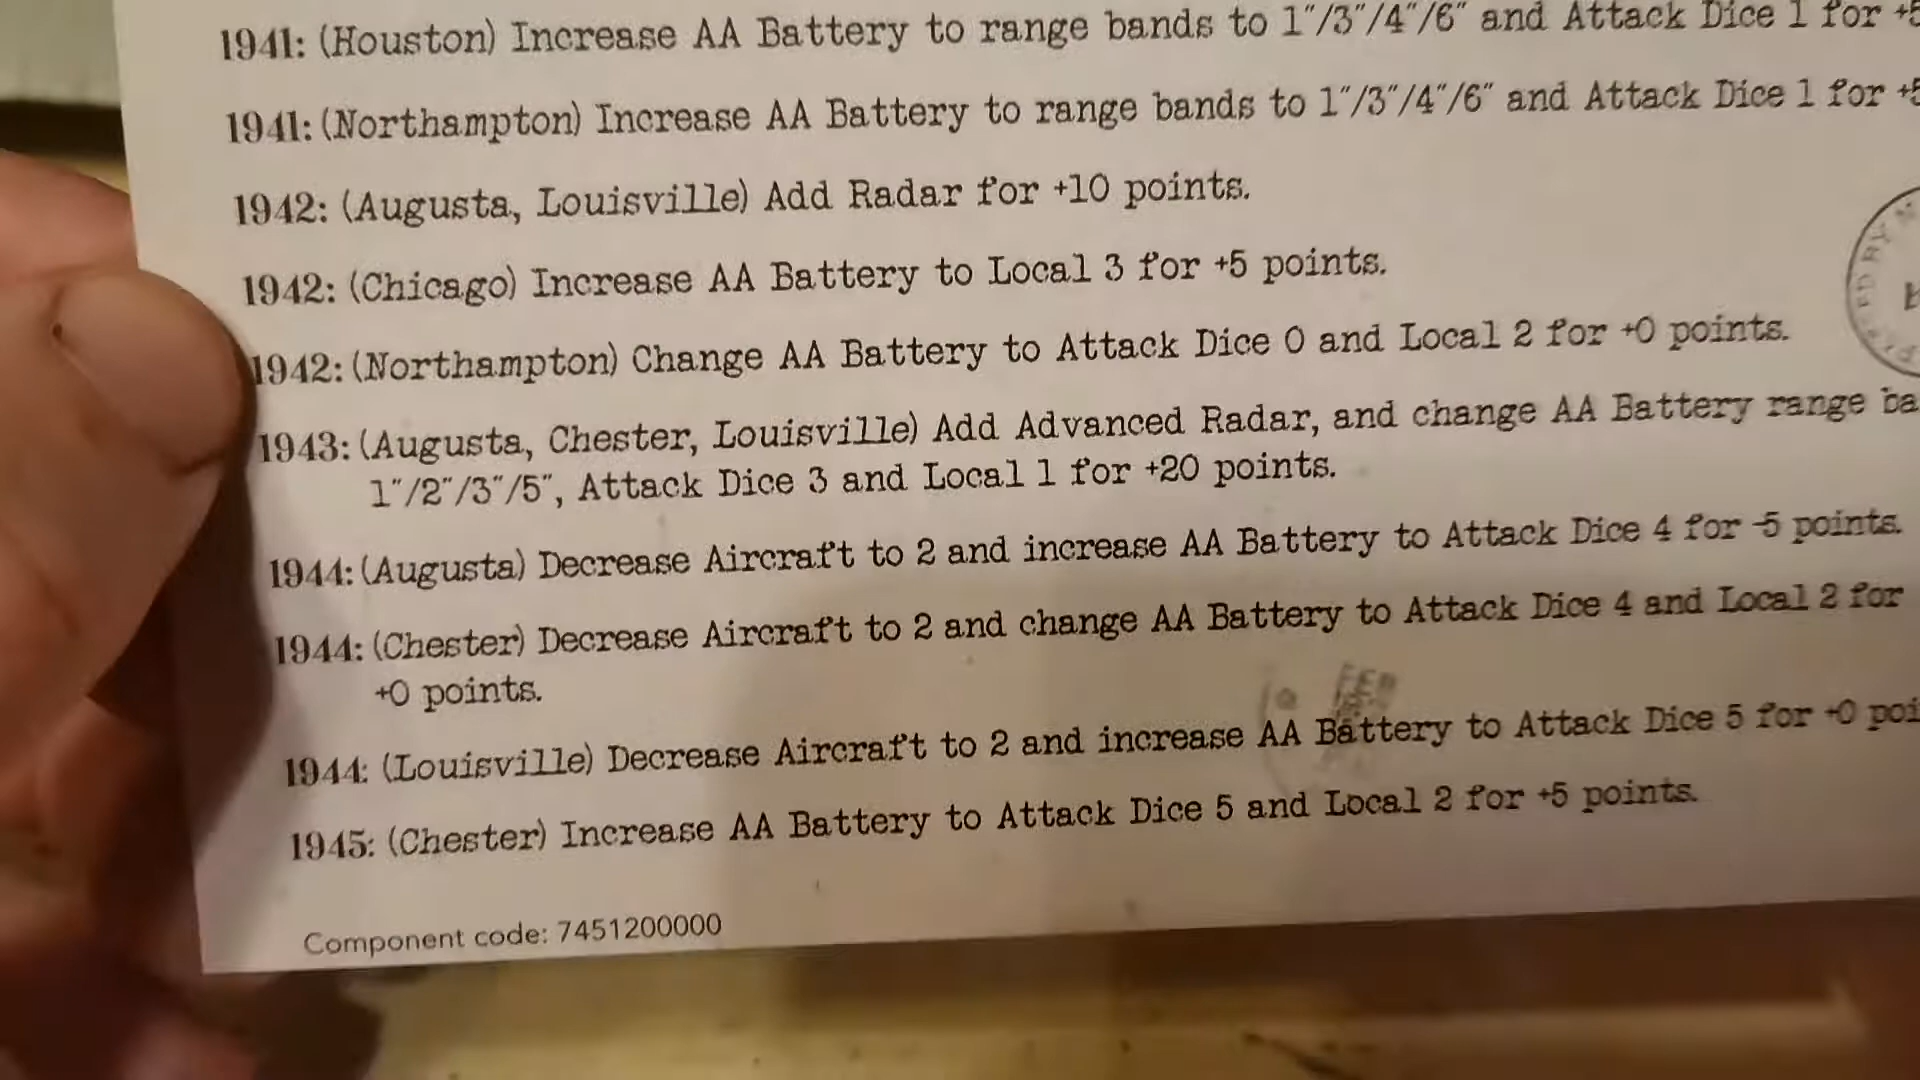 1941: (Houston) Increase AA Battery to range bands to 1"/3"/4"/6" and Attack Dice 1 for +5
1941: (Northampton) Increase AA Battery to range bands to 1"/3"/4"/6" and Attack Dice 1 for +5
1942: (Augusta, Louisville) Add Radar for +10 points.
1942: (Chicago) Increase AA Battery to Local 3 for +5 points.
1942: (Northampton) Change AA Battery to Attack Dice 0 and Local 2 for +0 points.
1943: (Augusta, Chester, Louisville) Add Advanced Radar, and change AA Battery range ba
1"/2"/3"/5", Attack Dice 3 and Local 1 for +20 points.
1944: (Augusta) Decrease Aircraft to 2 and increase AA Battery to Attack Dice 4 for -5 points.
1944: (Chester) Decrease Aircraft to 2 and change AA Battery to Attack Dice 4 and Local 2 for
+0 points.
1944: (Louisville) Decrease Aircraft to 2 and increase AA Battery to Attack Dice 5 for +0 poi
1945: (Chester) Increase AA Battery to Attack Dice 5 and Local 2 for +5 points.
Component code: 7451200000